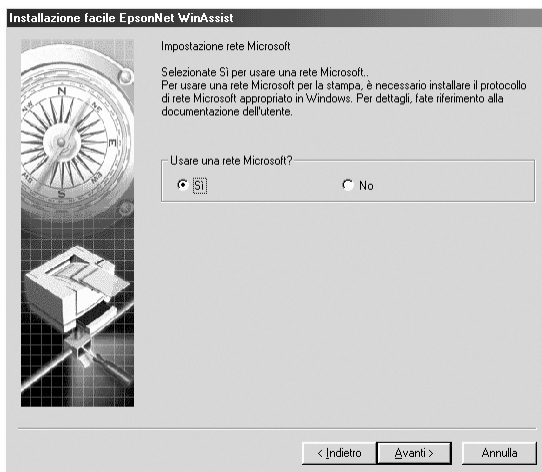 Installazione facile EpsonNet WinAssist
Impostazione rete Microsoft
Selezionate Sì per usare una rete Microsoft..
Per usare una rete Microsoft per la stampa, è necessario installare il protocollo
di rete Microsoft appropriato in Windows. Per dettagli, fate riferimento alla
documentazione dell'utente.
Usare una rete Microsoft?
Sì
No
N
E
S
< Indietro
Avanti >
Annulla